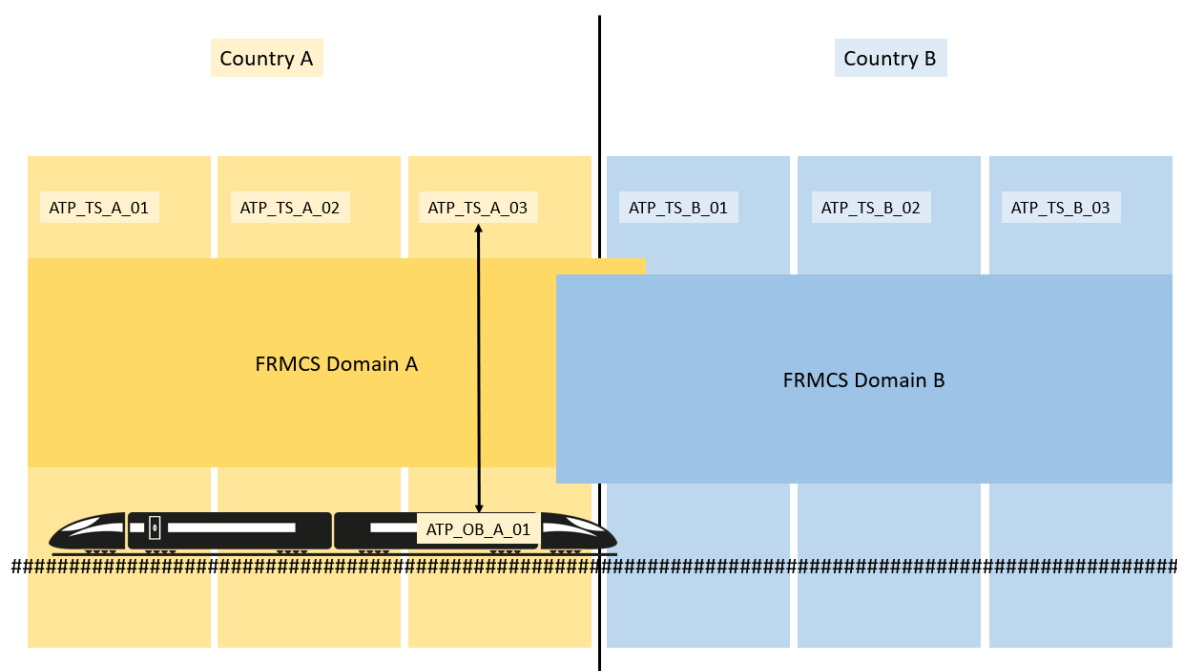 Country A
Country B
ATP_TS_A_01
ATP_TS_A_02
ATP_TS_A_03
ATP_TS_B_01
ATP_TS_B_02
ATP_TS_B_03
FRMCS Domain A
FRMCS Domain B
ATP_OB_A_01
####################################################################################################